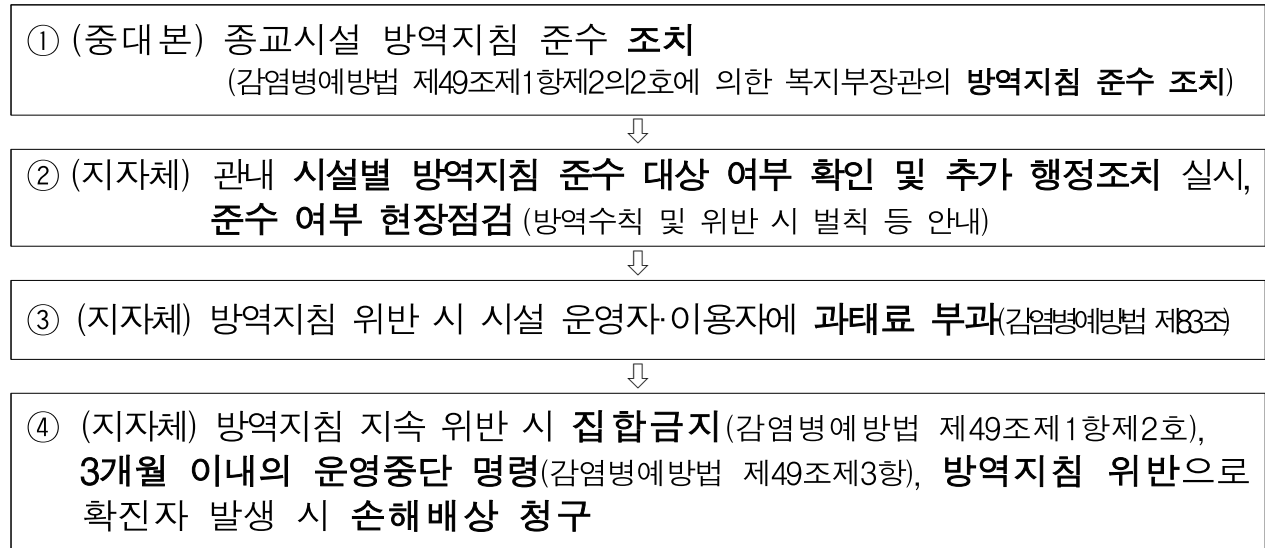 ① (중대본) 종교시설 방역지침 준수 조치
(감염병예방법 제49조제1항제2의2호에 의한 복지부장관의 방역지침 준수 조치)
⇩
② (지자체) 관내 시설별 방역지침 준수 대상 여부 확인 및 추가 행정조치 실시,
준수 여부 현장점검 (방역수칙 및 위반 시 벌칙 등 안내)
⇩
③ (지자체) 방역지침 위반 시 시설 운영자·이용자에 과태료 부과(감염병예방법 제83조)
⇩
④ (지자체) 방역지침 지속 위반 시 집합금지(감염병예방법 제49조제1항제2호),
3개월 이내의 운영중단 명령(감염병예방법 제49조제3항), 방역지침 위반으로
확진자 발생 시 손해배상 청구